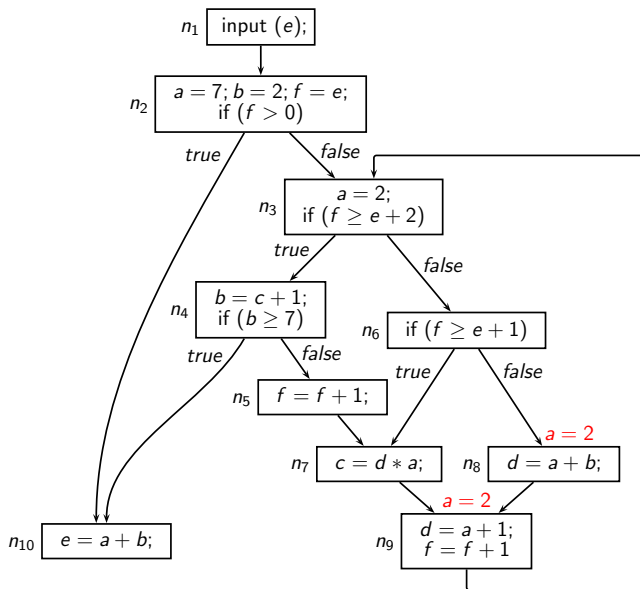 n1 input (e);
n2 a = 7; b = 2; f = e;
if (f > 0)
true
false
n3 a = 2;
if (f ≥ e + 2)
true
false
n4 b = c + 1;
if (b ≥ 7)
n6 if (f ≥ e + 1)
true
false
true
false
n5 f = f + 1;
a = 2
n7 c = d * a;
n8 d = a + b;
a = 2
n10 e = a + b;
n9 d = a + 1;
f = f + 1